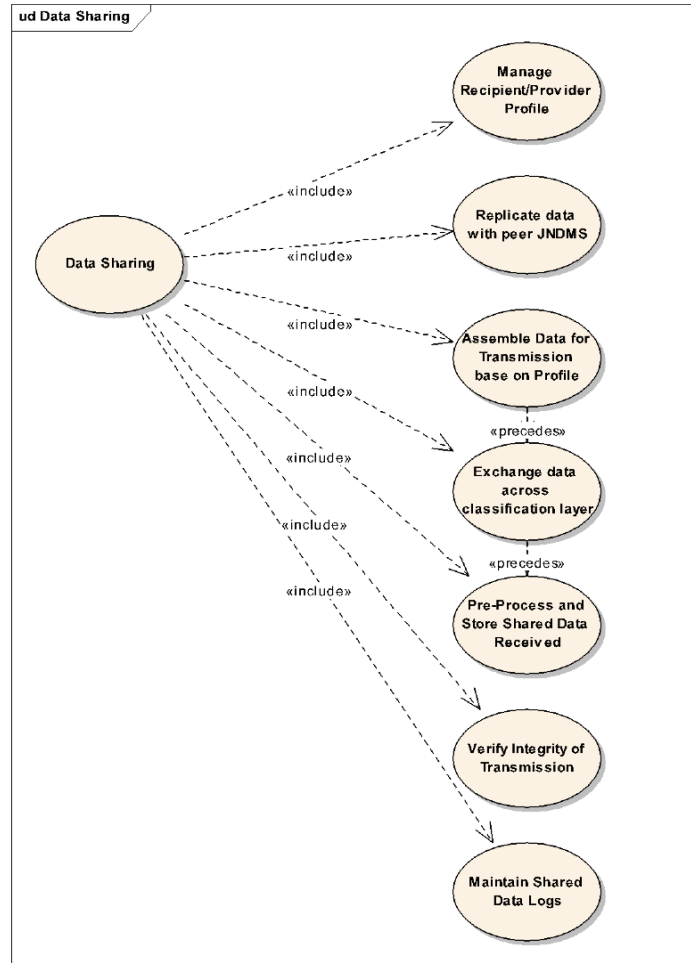 ud Data Sharing
Manage
Recipient/Provider
Profile
«include»
Replicate data
with peer JNDMS
Data Sharing
«include»
«include»
Assemble Data for
Transmission
base on Profile
«include»
«precedes»
«include»
Exchange data
across
classification layer
«include»
«precedes»
«include»
Pre-Process and
Store Shared Data
Received
Verify Integrity of
Transmission
Maintain Shared
Data Logs